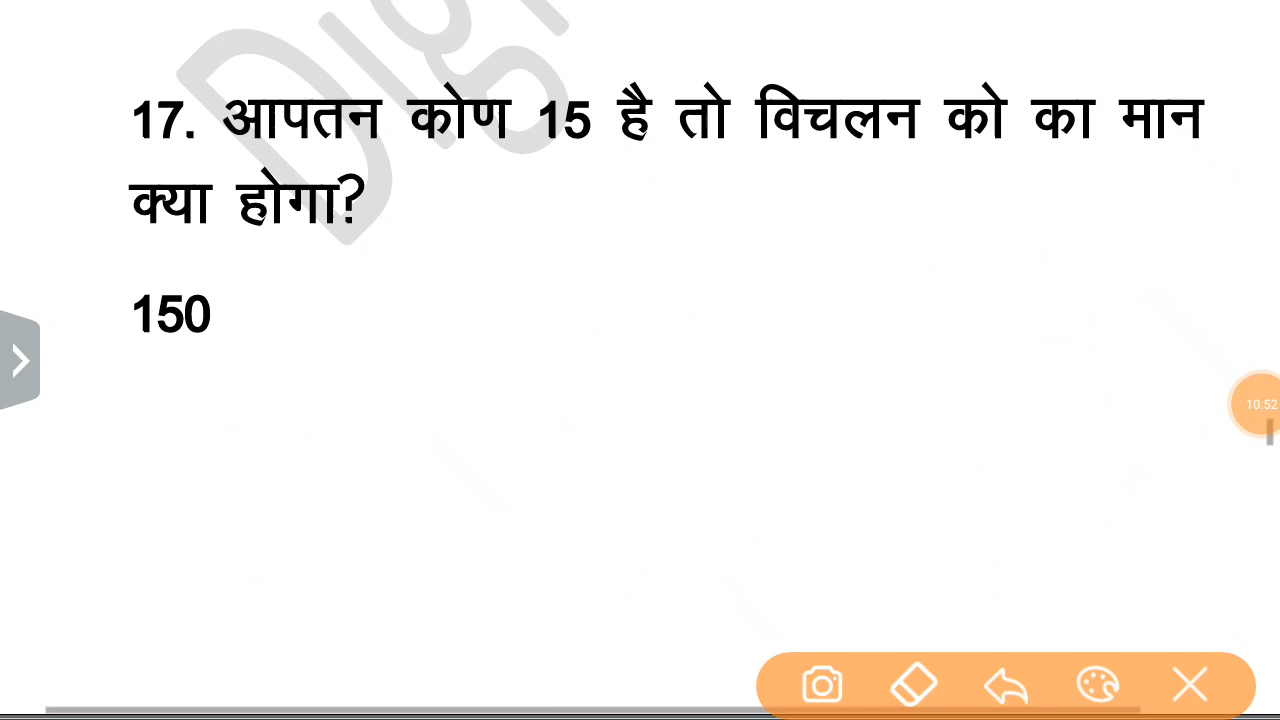 17. आपतन कोण 15 है तो विचलन को का मान
क्या होगा?
150
10:52